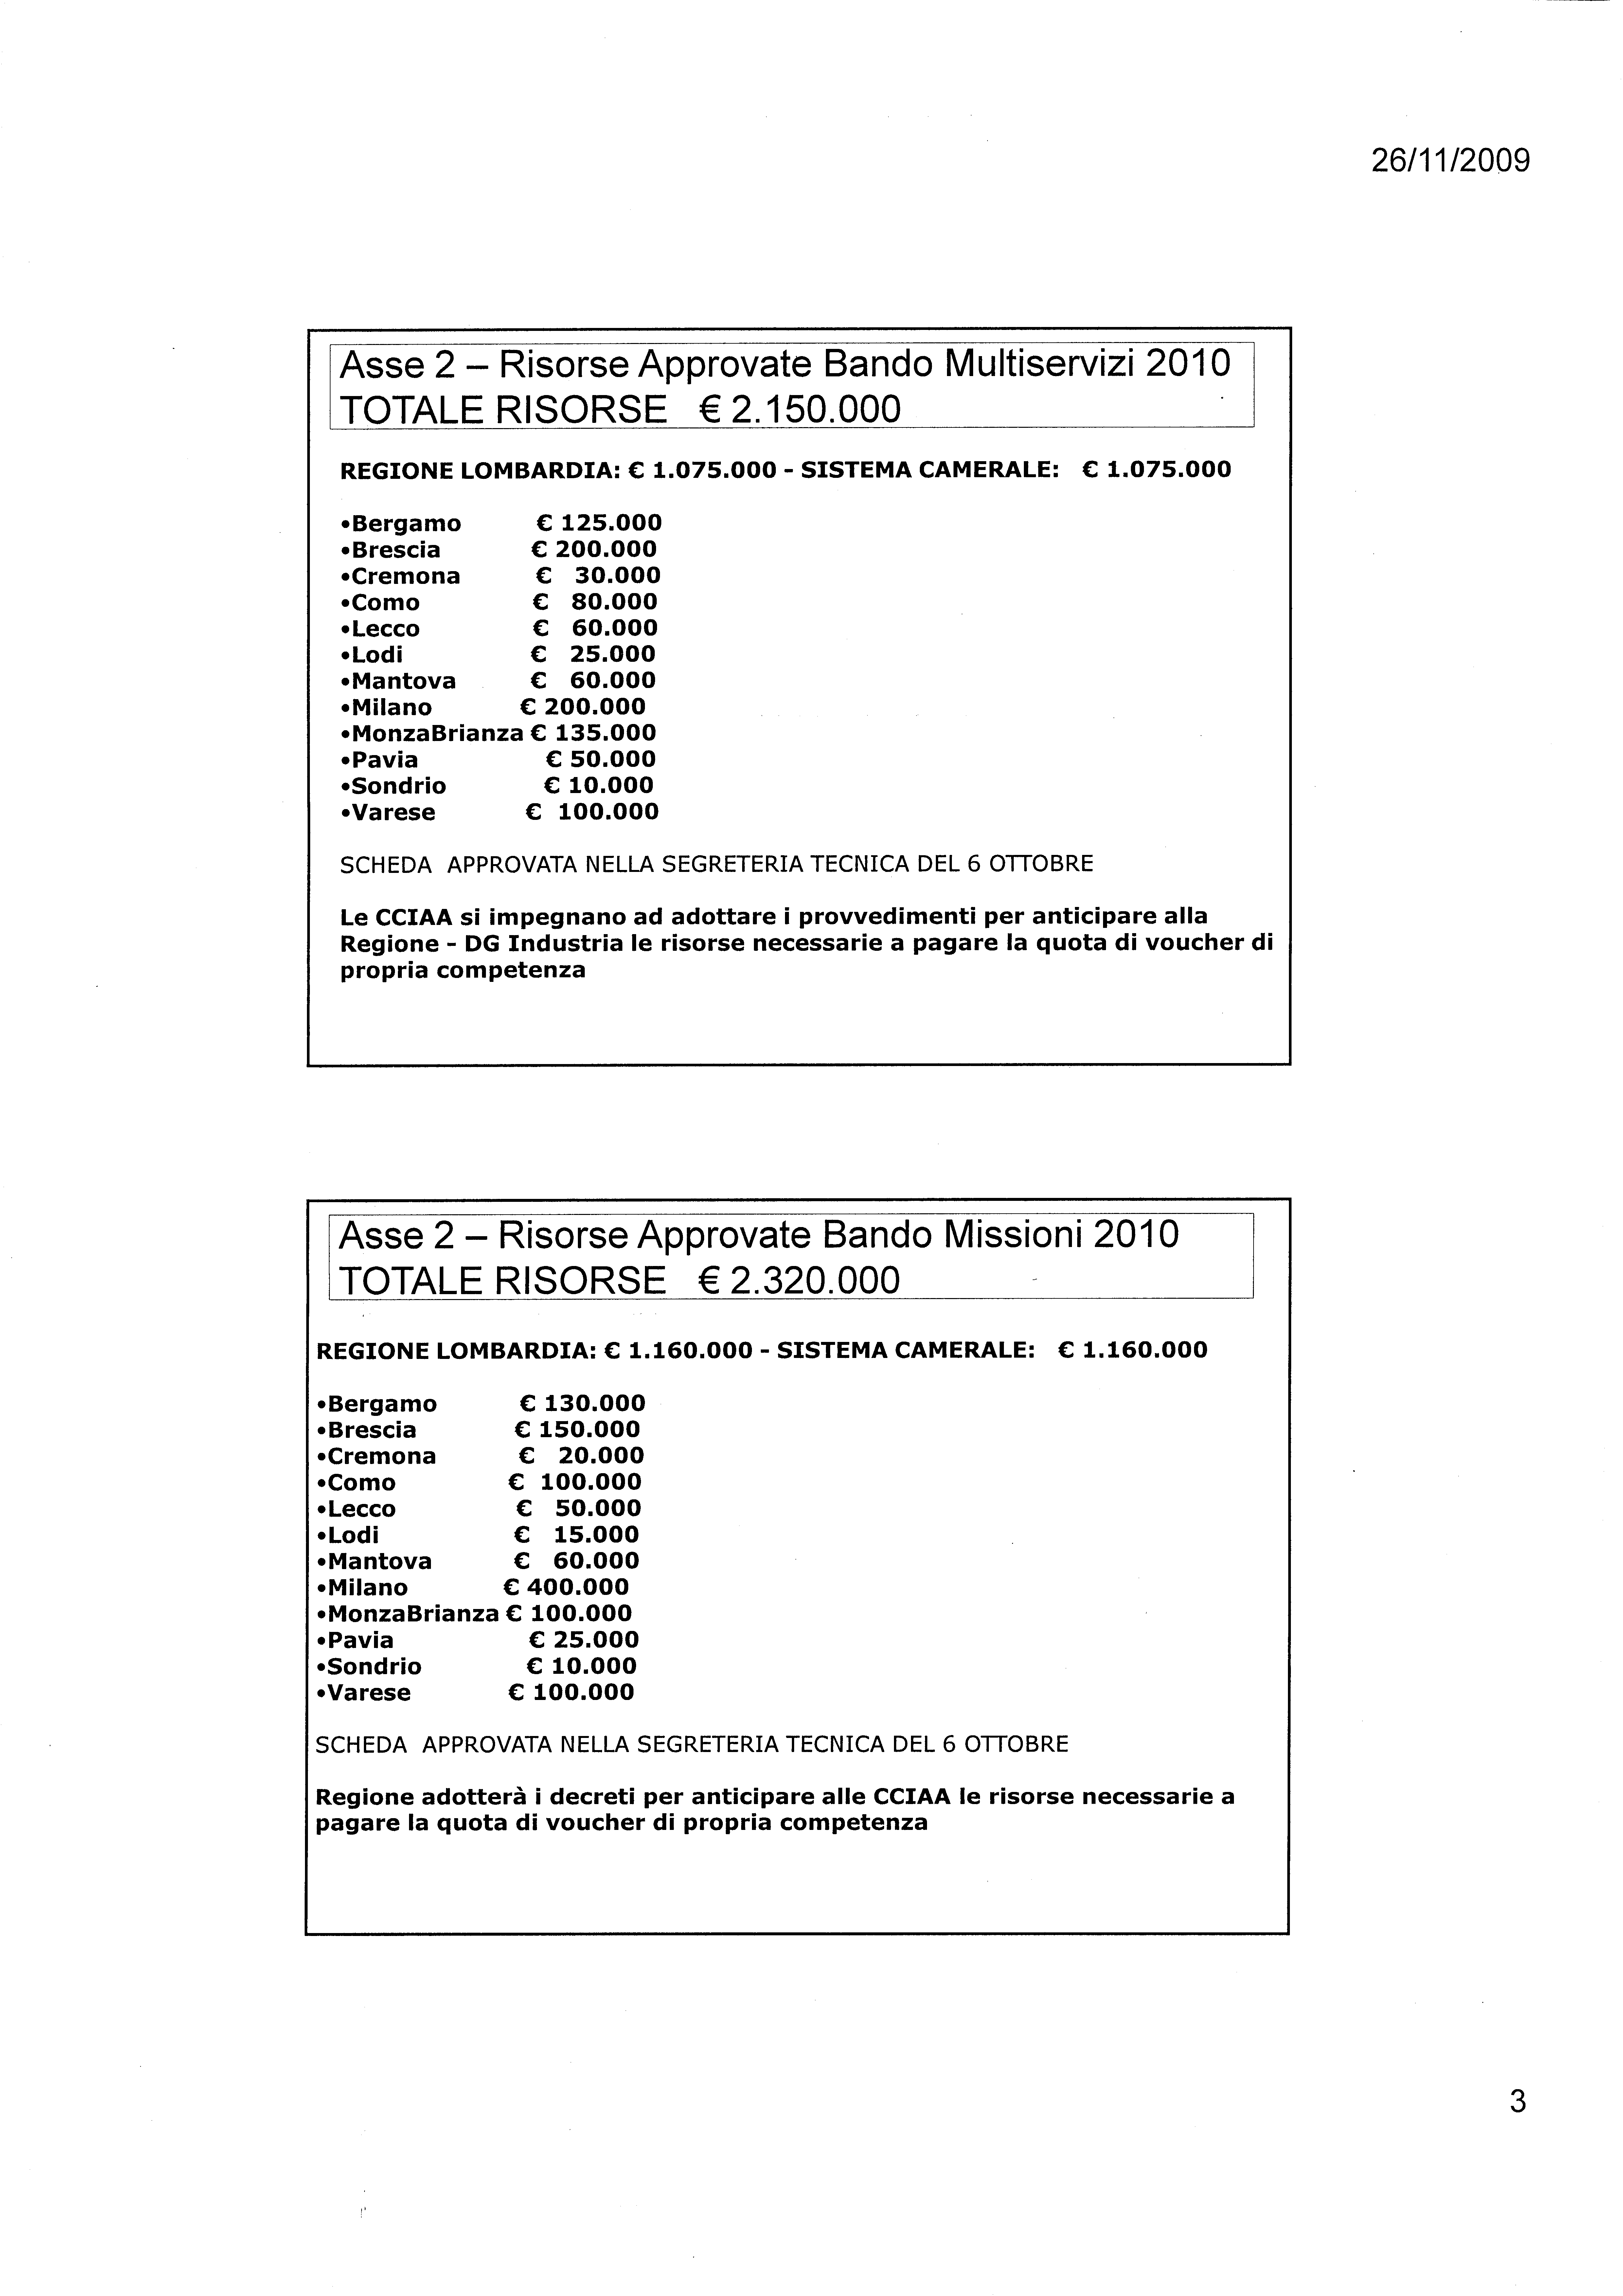 26/11/2009
Asse 2 – Risorse Approvate Bando Multiservizi 2010
TOTALE RISORSE € 2.150.000
REGIONE LOMBARDIA: € 1.075.000 - SISTEMA CAMERALE: € 1.075.000
•Bergamo € 125.000
•Brescia € 200.000
•Cremona € 30.000
•Como € 80.000
•Lecco € 60.000
•Lodi € 25.000
•Mantova € 60.000
•Milano € 200.000
•MonzaBrianza € 135.000
•Pavia € 50.000
•Sondrio € 10.000
•Varese € 100.000
SCHEDA APPROVATA NELLA SEGRETERIA TECNICA DEL 6 OTTOBRE
Le CCIAA si impegnano ad adottare i provvedimenti per anticipare alla
Regione - DG Industria le risorse necessarie a pagare la quota di voucher di
propria competenza
Asse 2 – Risorse Approvate Bando Missioni 2010
TOTALE RISORSE € 2.320.000
REGIONE LOMBARDIA: € 1.160.000 - SISTEMA CAMERALE: € 1.160.000
•Bergamo € 130.000
•Brescia € 150.000
•Cremona € 20.000
•Como € 100.000
•Lecco € 50.000
•Lodi € 15.000
•Mantova € 60.000
•Milano € 400.000
•MonzaBrianza € 100.000
•Pavia € 25.000
•Sondrio € 10.000
•Varese € 100.000
SCHEDA APPROVATA NELLA SEGRETERIA TECNICA DEL 6 OTTOBRE
Regione adotterà i decreti per anticipare alle CCIAA le risorse necessarie a
pagare la quota di voucher di propria competenza
3